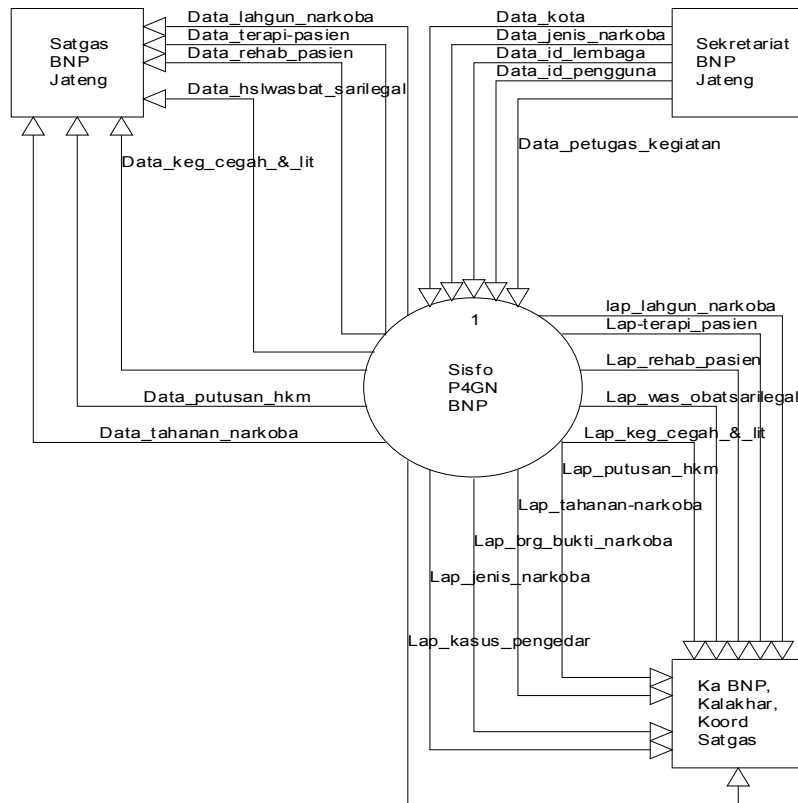 Data_lahgun_narkoba
Data_terapi-pasien
Data_rehab_pasien
Data_hslwasbat_sarilegal
Satgas
BNP
Jateng
Data_keg_cegah_&_lit
Data_putusan_hkm
Data_tahanan_narkoba
Data_kota
Data_jenis_narkoba
Data_id_lembaga
Data_id_pengguna
Data_petugas_kegiatan
Sekretariat
BNP
Jateng
1
Sisfo
P4GN
BNP
lap_lahgun_narkoba
Lap-terapi_pasien
Lap_rehab_pasien
Lap_was_obatsarilegal
Lap_keg_cegah_&_lit
Lap_putusan_hkm
Lap_tahanan-narkoba
Lap_brg_bukti_narkoba
Lap_jenis_narkoba
Lap_kasus_pengedar
Ka BNP,
Kalakhar,
Koord
Satgas